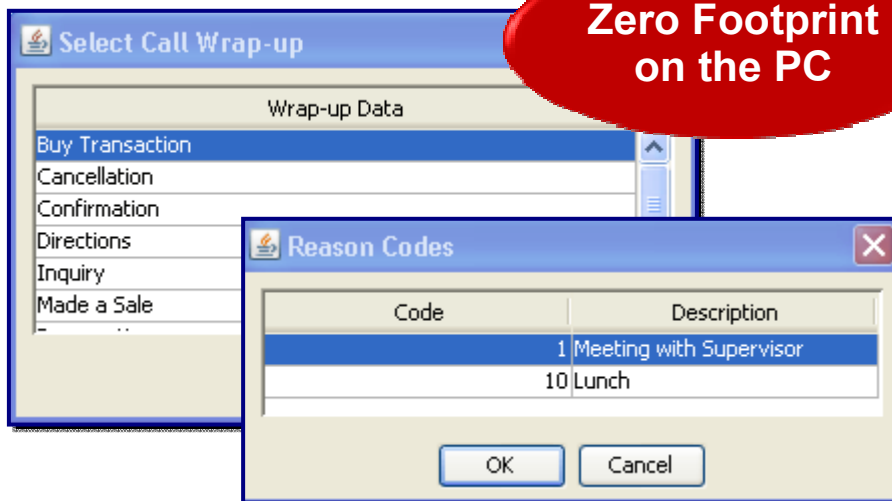 Zero Footprint
on the PC
Select Call Wrap-up
Wrap-up Data
Buy Transaction
Cancellation
Confirmation
Directions
Inquiry
Made a Sale
Reason Codes
Code Description
1 Meeting with Supervisor
10 Lunch
OK Cancel